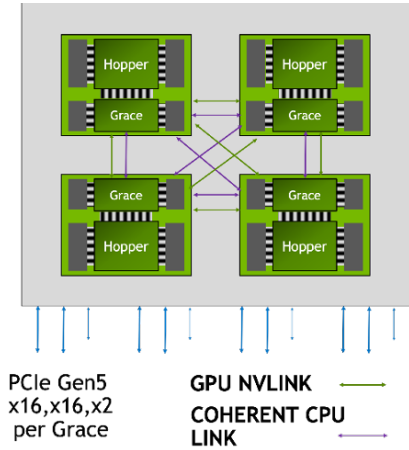 Hopper
Hopper
Grace
Grace
Grace
Grace
Hopper
Hopper
PCIe Gen5
x16,x16,x2
per Grace
GPU NVLINK
COHERENT CPU
LINK